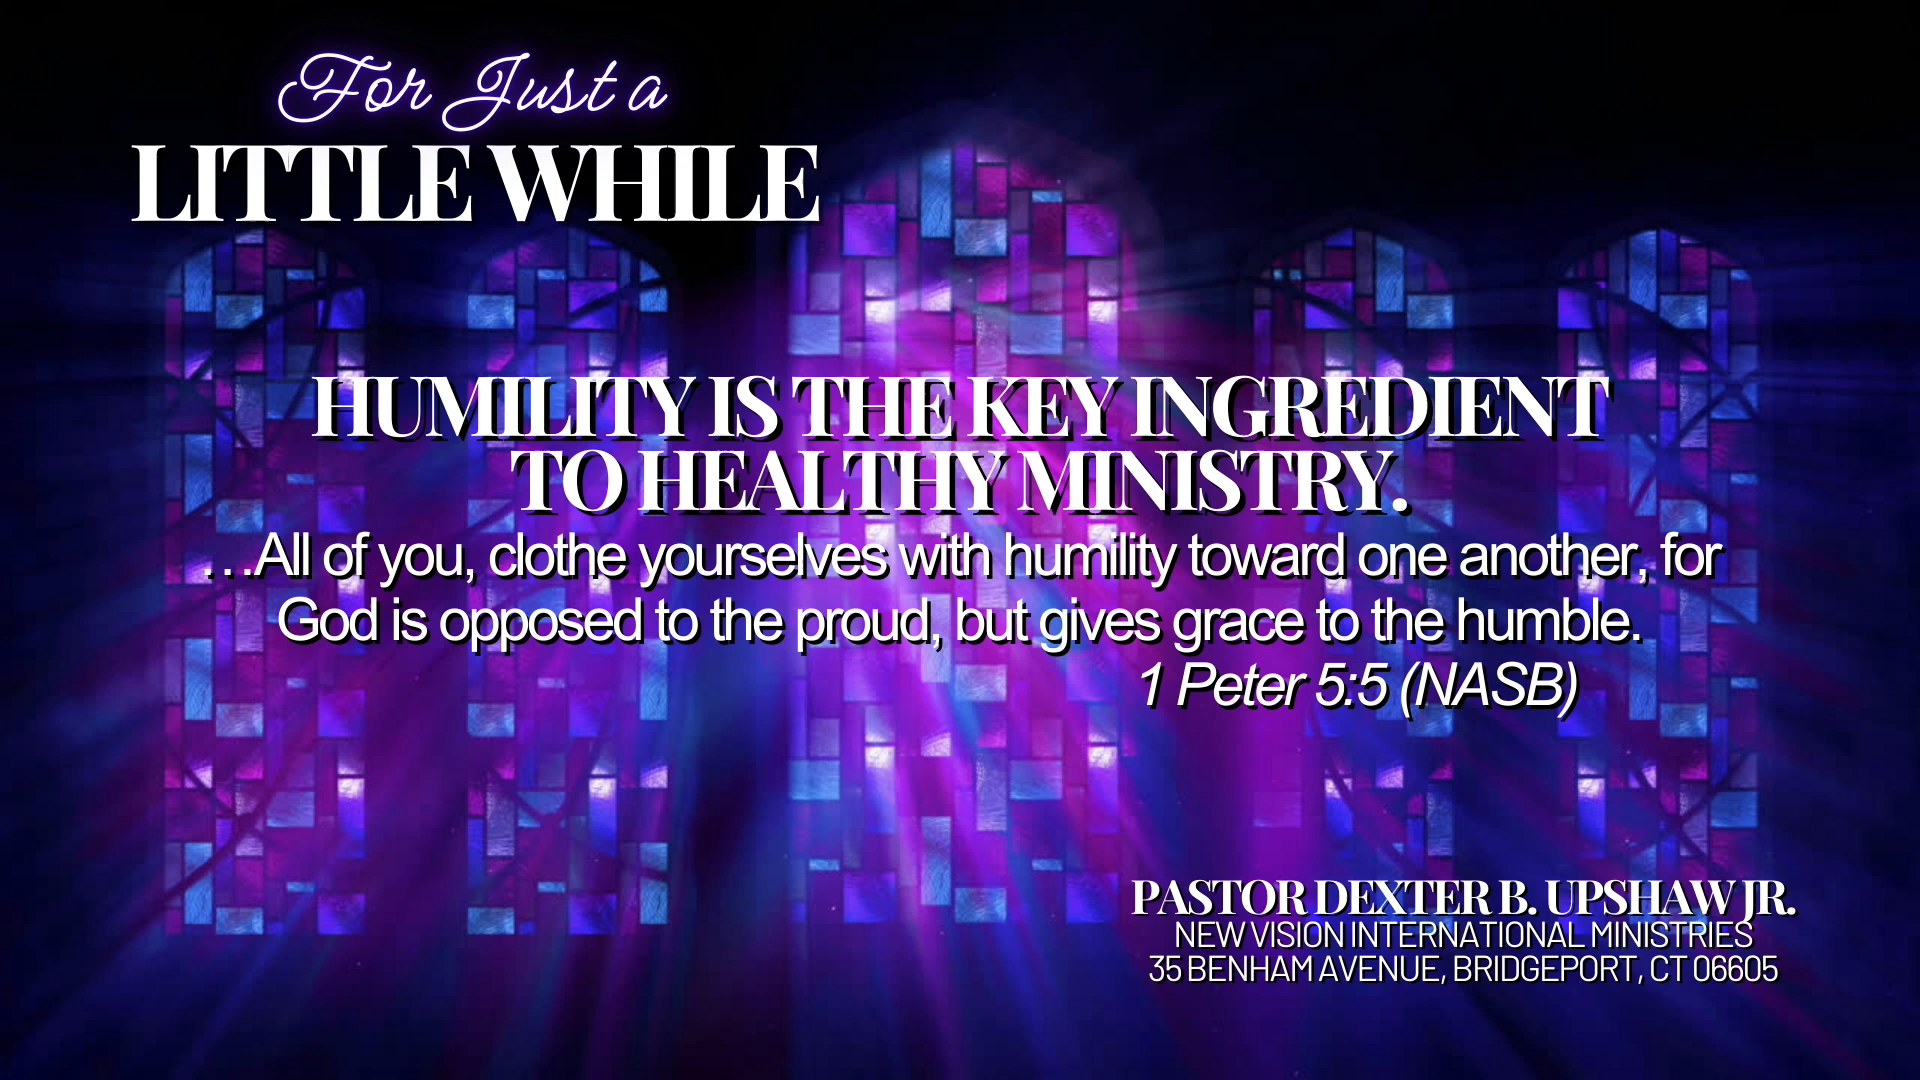 For Just a
LITTLE WHILE
HUMILITY IS THE KEY INGREDIENT
TO HEALTHY MINISTRY.
…All of you, clothe yourselves with humility toward one another, for
God is opposed to the proud, but gives grace to the humble.
1 Peter 5:5 (NASB)
PASTOR DEXTER B. UPSHAW JR.
NEW VISION INTERNATIONAL MINISTRIES
35 BENHAM AVENUE, BRIDGEPORT, CT 06605